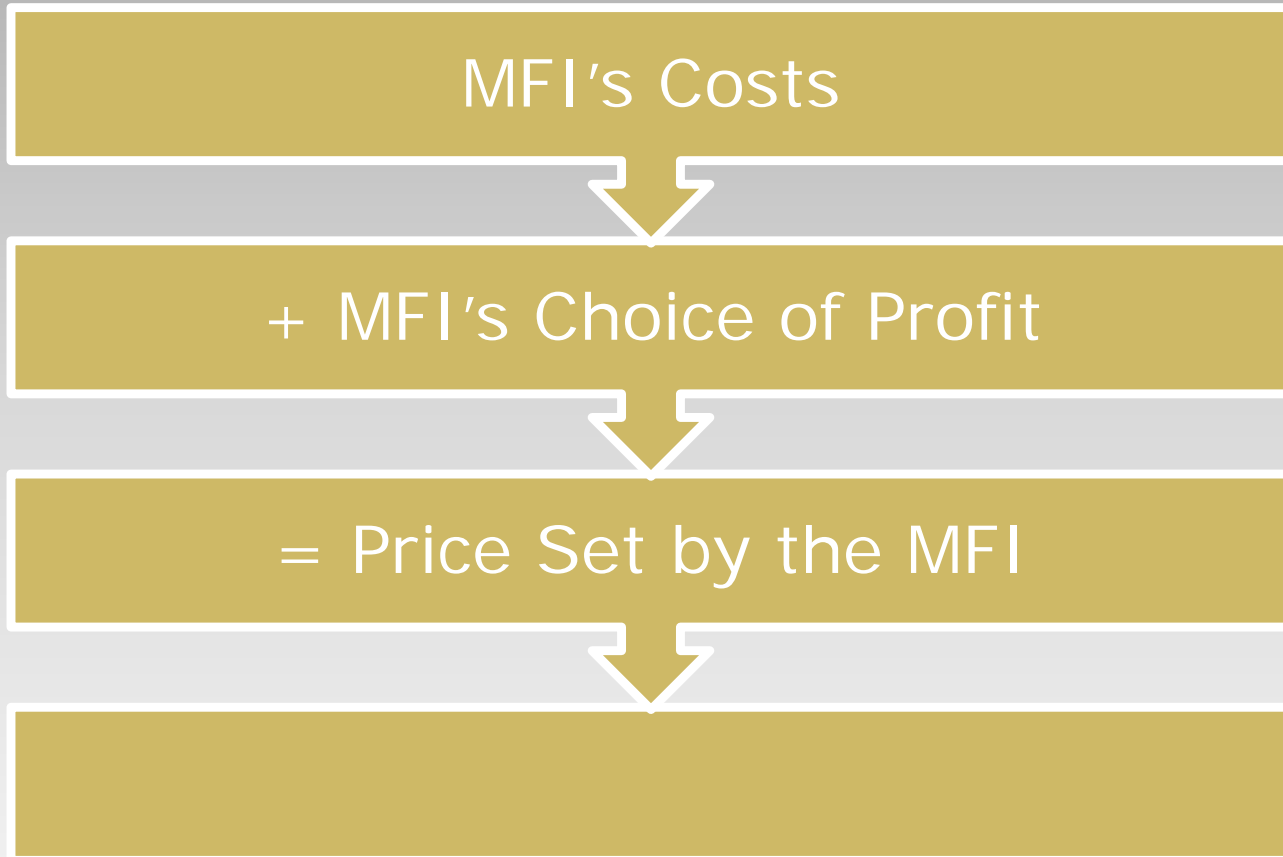 MFI's Costs
+ MFI's Choice of Profit
= Price Set by the MFI